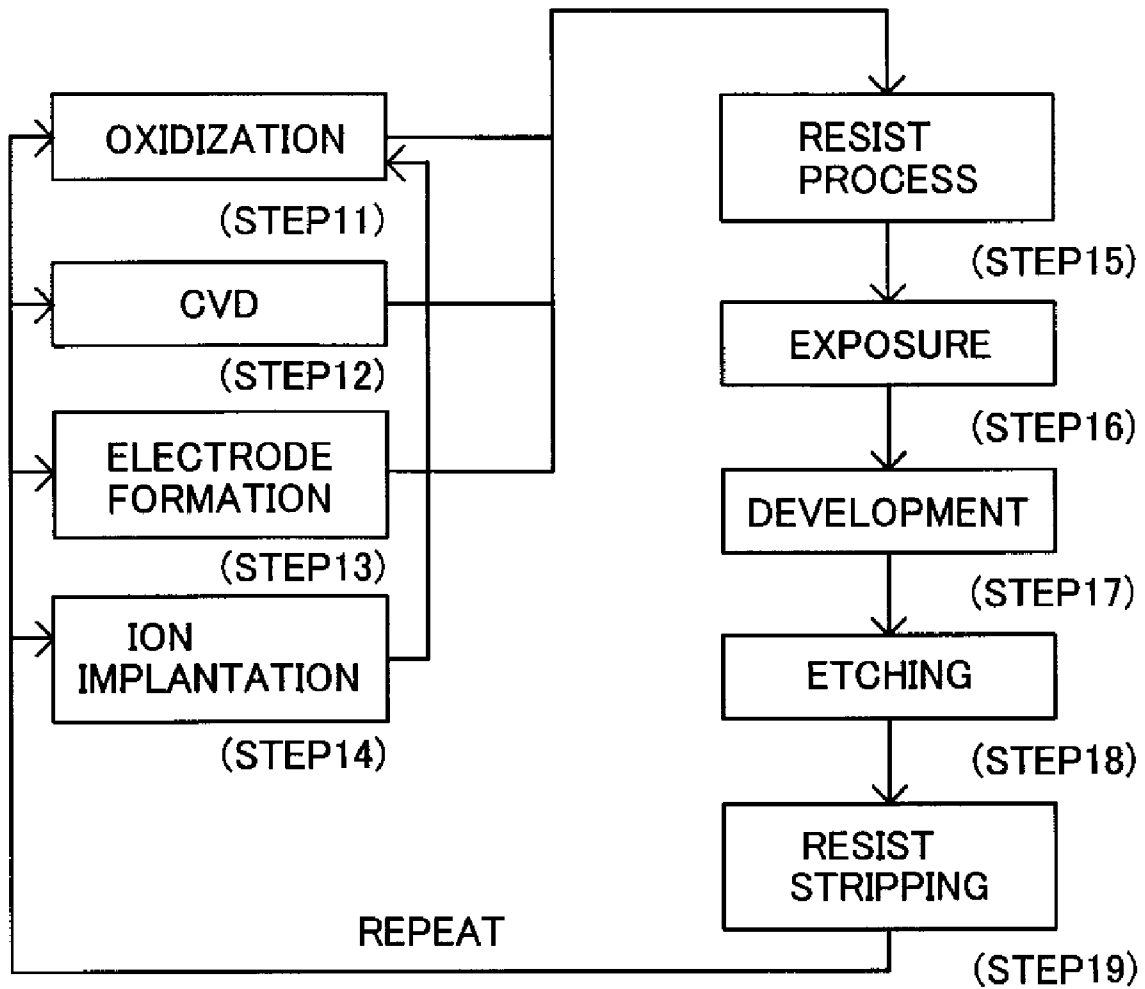 OXIDIZATION
(STEP11)
CVD
(STEP12)
ELECTRODE
FORMATION
(STEP13)
ION
IMPLANTATION
(STEP14)
RESIST
PROCESS
(STEP15)
EXPOSURE
(STEP16)
DEVELOPMENT
(STEP17)
ETCHING
(STEP18)
RESIST
STRIPPING
(STEP19)
REPEAT